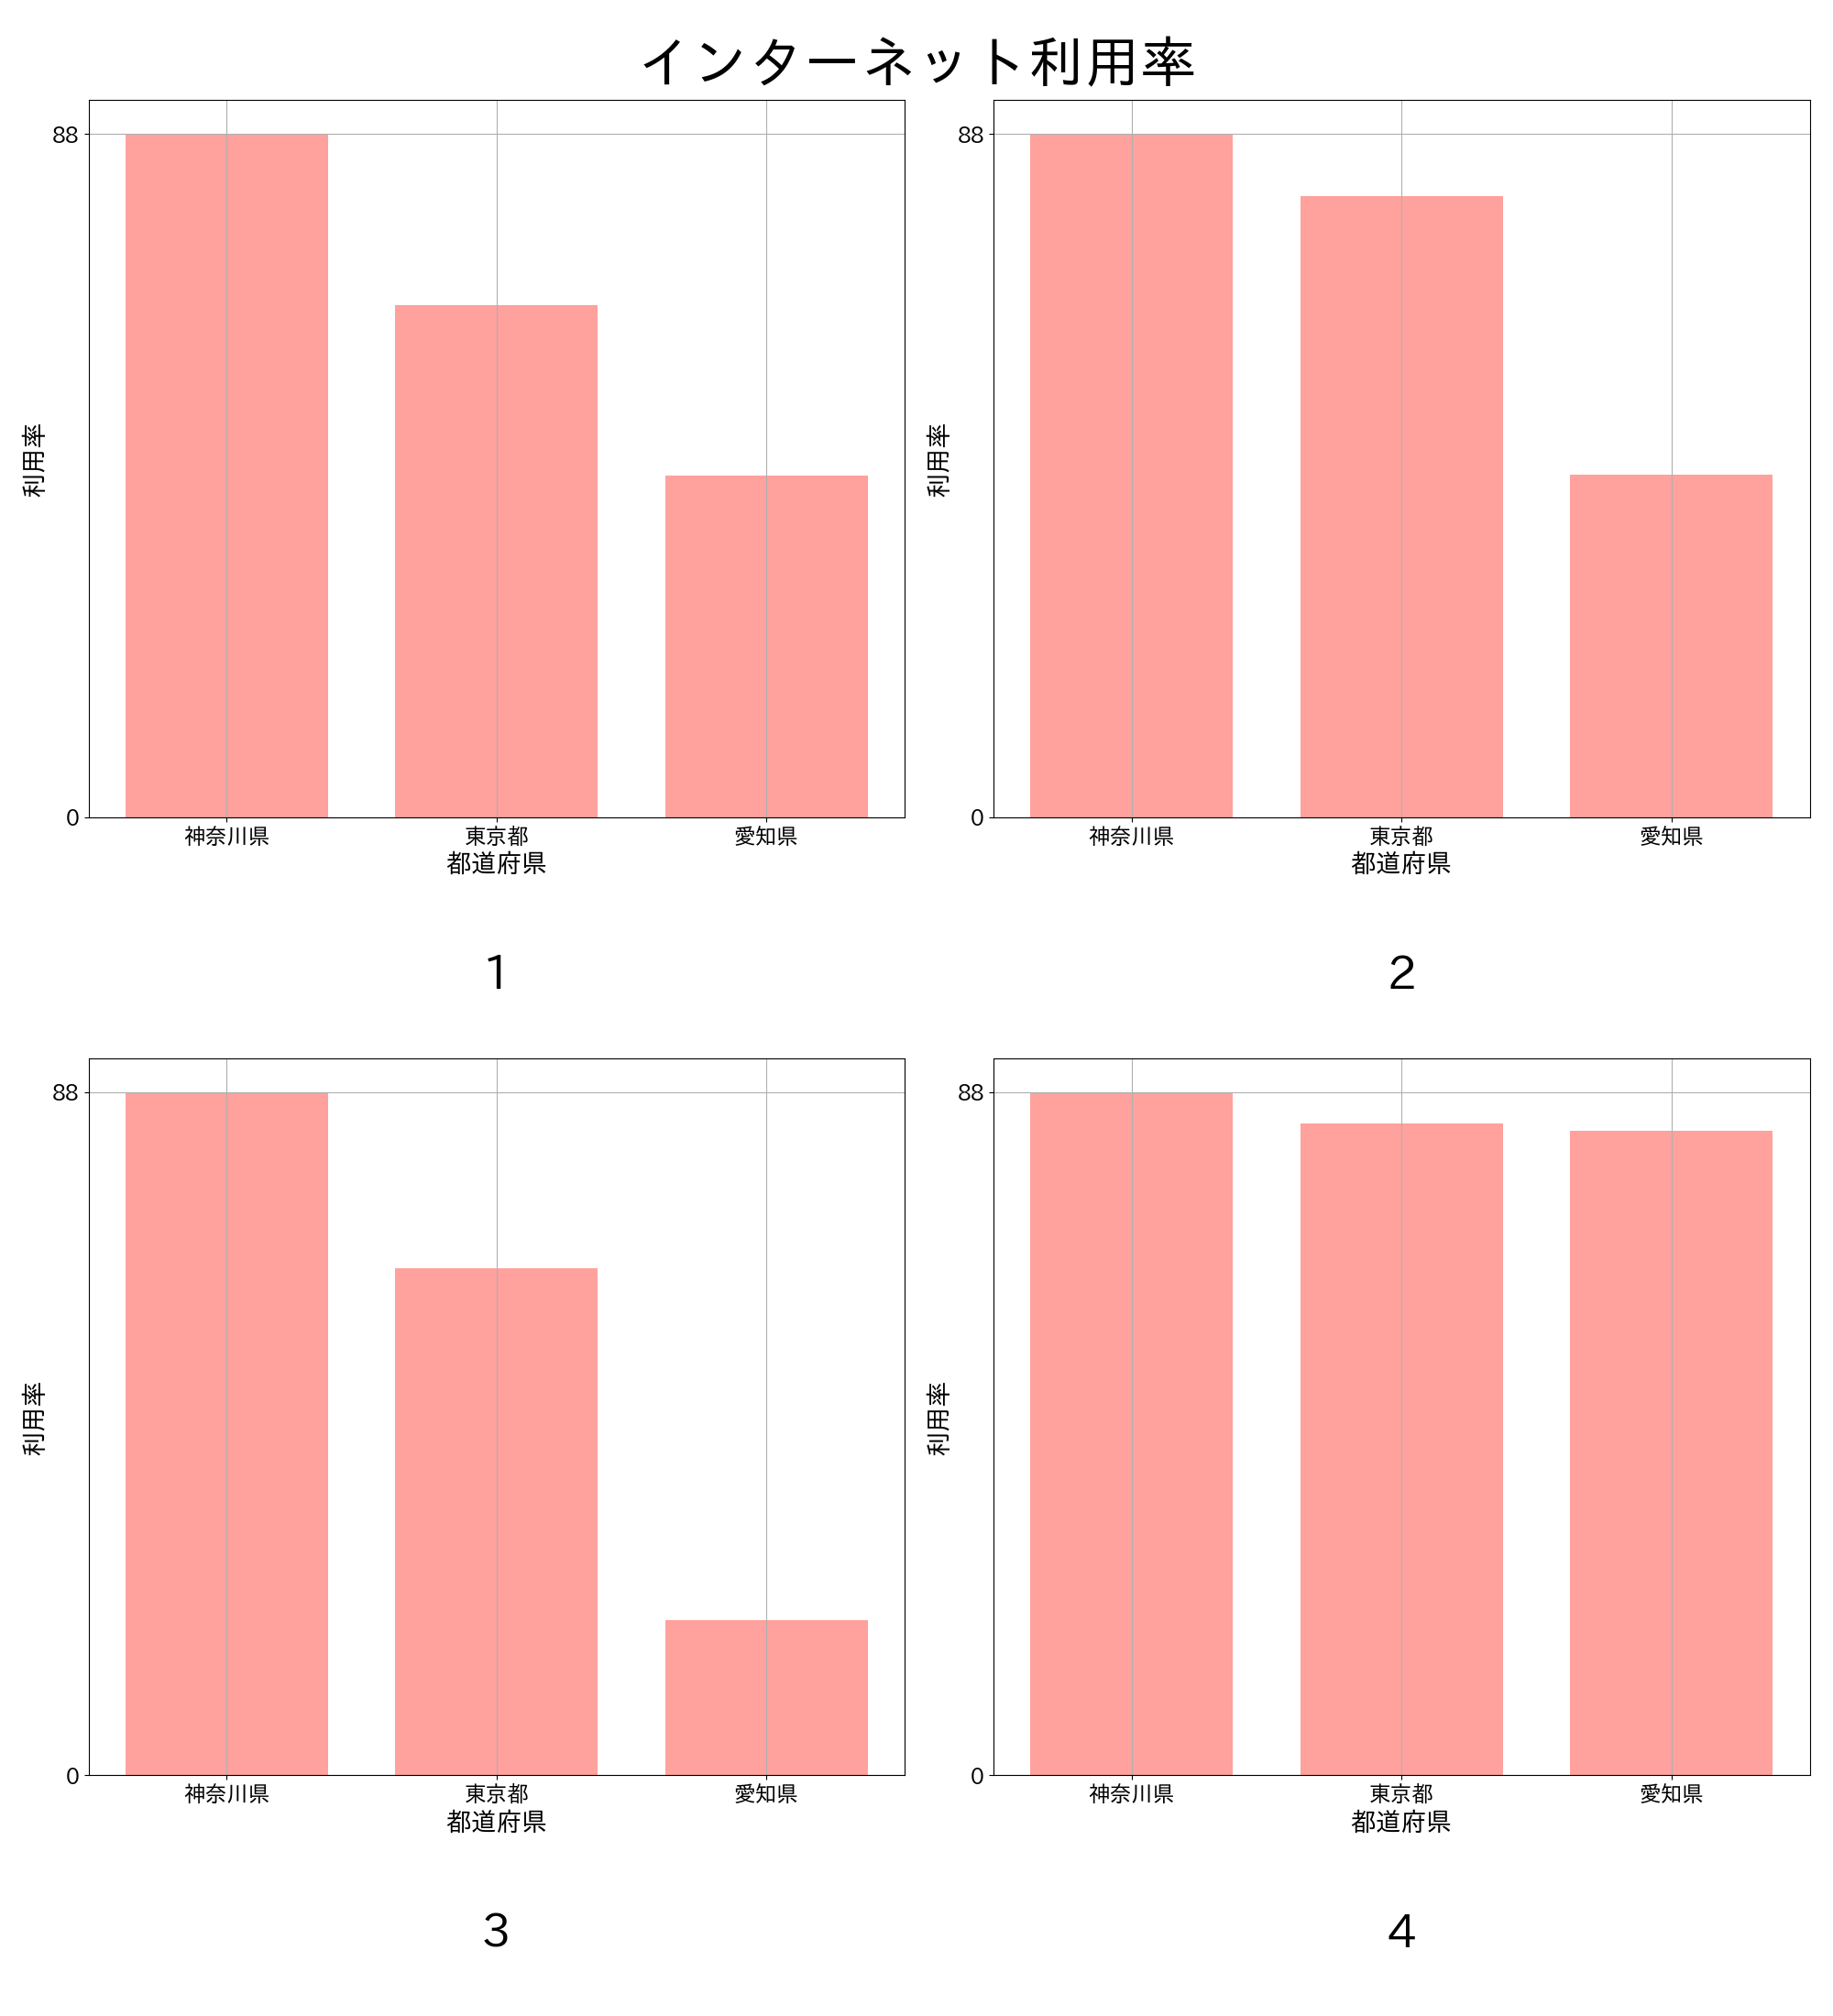 インターネット利用率
88
0
利用率
神奈川県 東京都 愛知県
都道府県
1
88
0
利用率
神奈川県 東京都 愛知県
都道府県
2
88
0
利用率
神奈川県 東京都 愛知県
都道府県
3
88
0
利用率
神奈川県 東京都 愛知県
都道府県
4